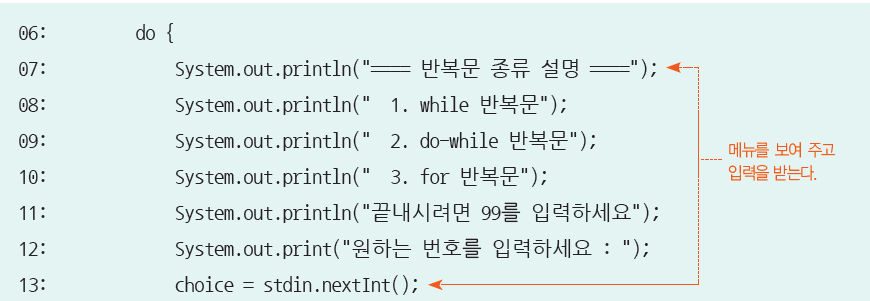 06: do {
07: System.out.println("==== 반복문 종류 설명 ====");
08: System.out.println("  1. while 반복문");
09: System.out.println("  2. do-while 반복문");
10: System.out.println("  3. for 반복문");
11: System.out.println("끝내시려면 99를 입력하세요");
12: System.out.print("원하는 번호를 입력하세요 : ");
13: choice = stdin.nextInt();
메뉴를 보여 주고
입력을 받는다.